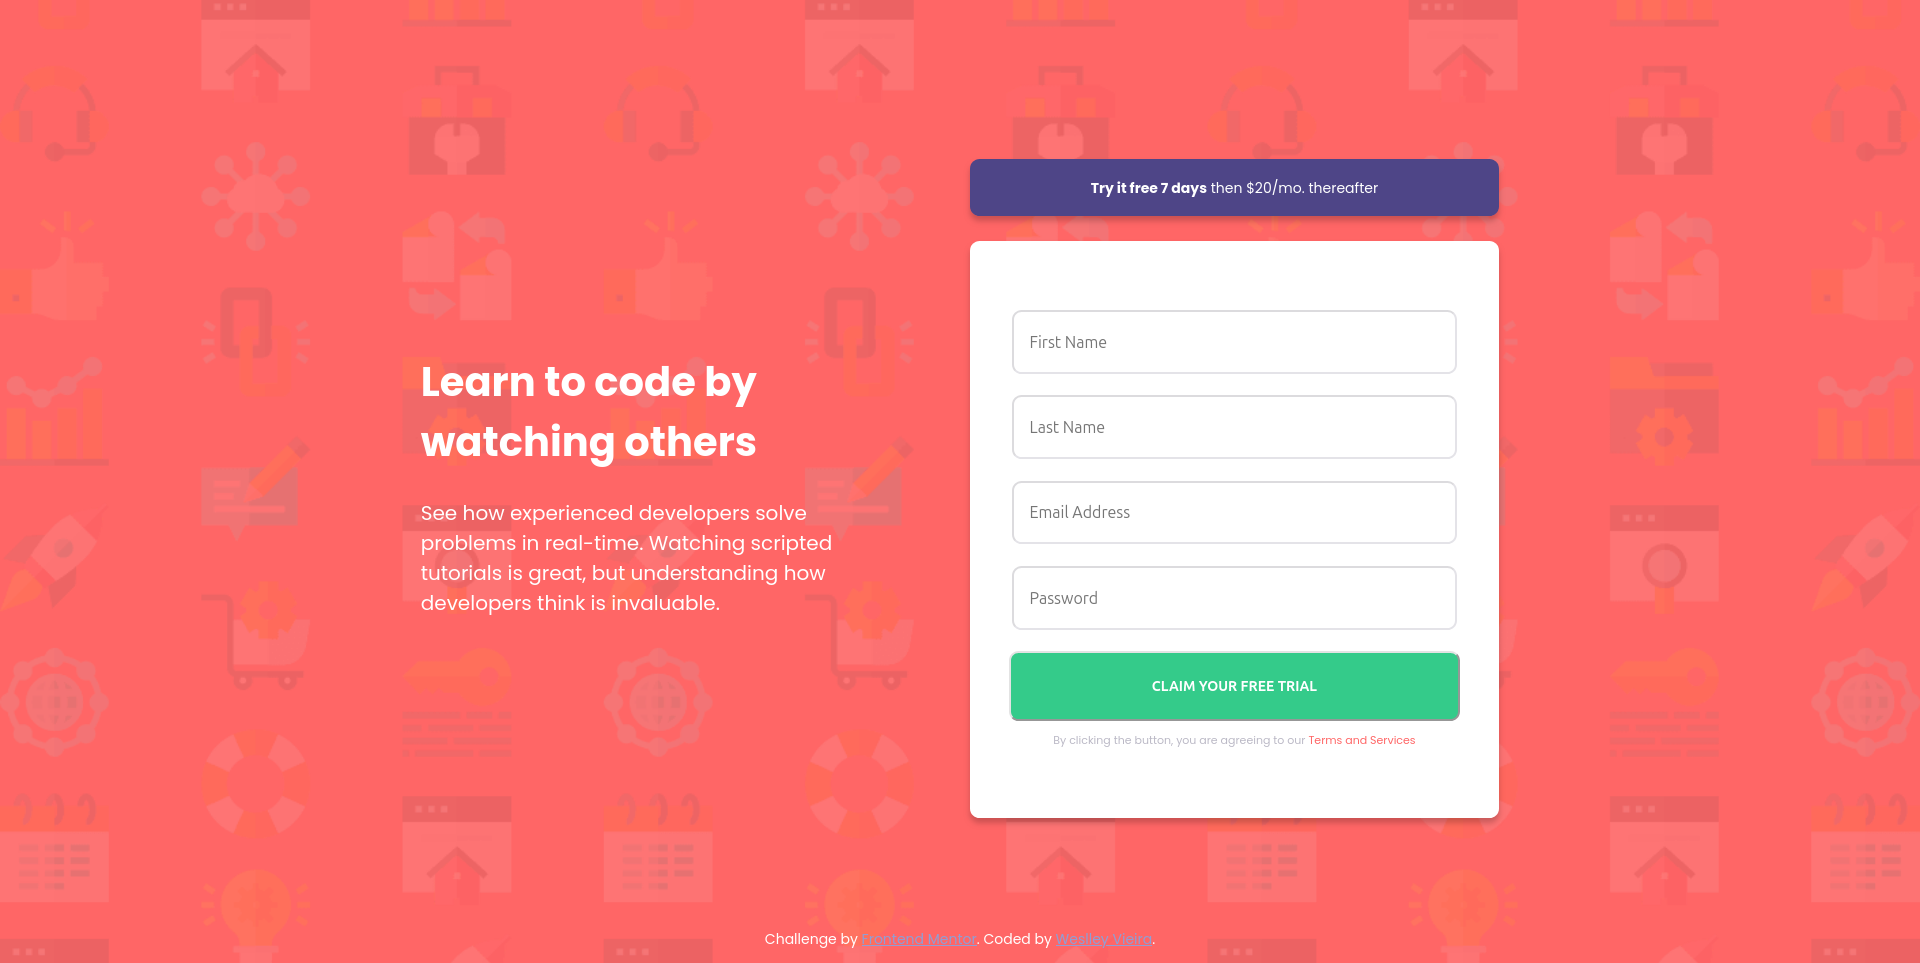 Learn to code by
watching others
See how experienced developers solve
problems in real-time. Watching scripted
tutorials is great, but understanding how
developers think is invaluable.
Try it free 7 days then $20/mo. thereafter
First Name
Last Name
Email Address
Password
CLAIM YOUR FREE TRIAL
By clicking the button, you are agreeing to our Terms and Services
Challenge by Frontend Mentor. Coded by Weslley Vieira.